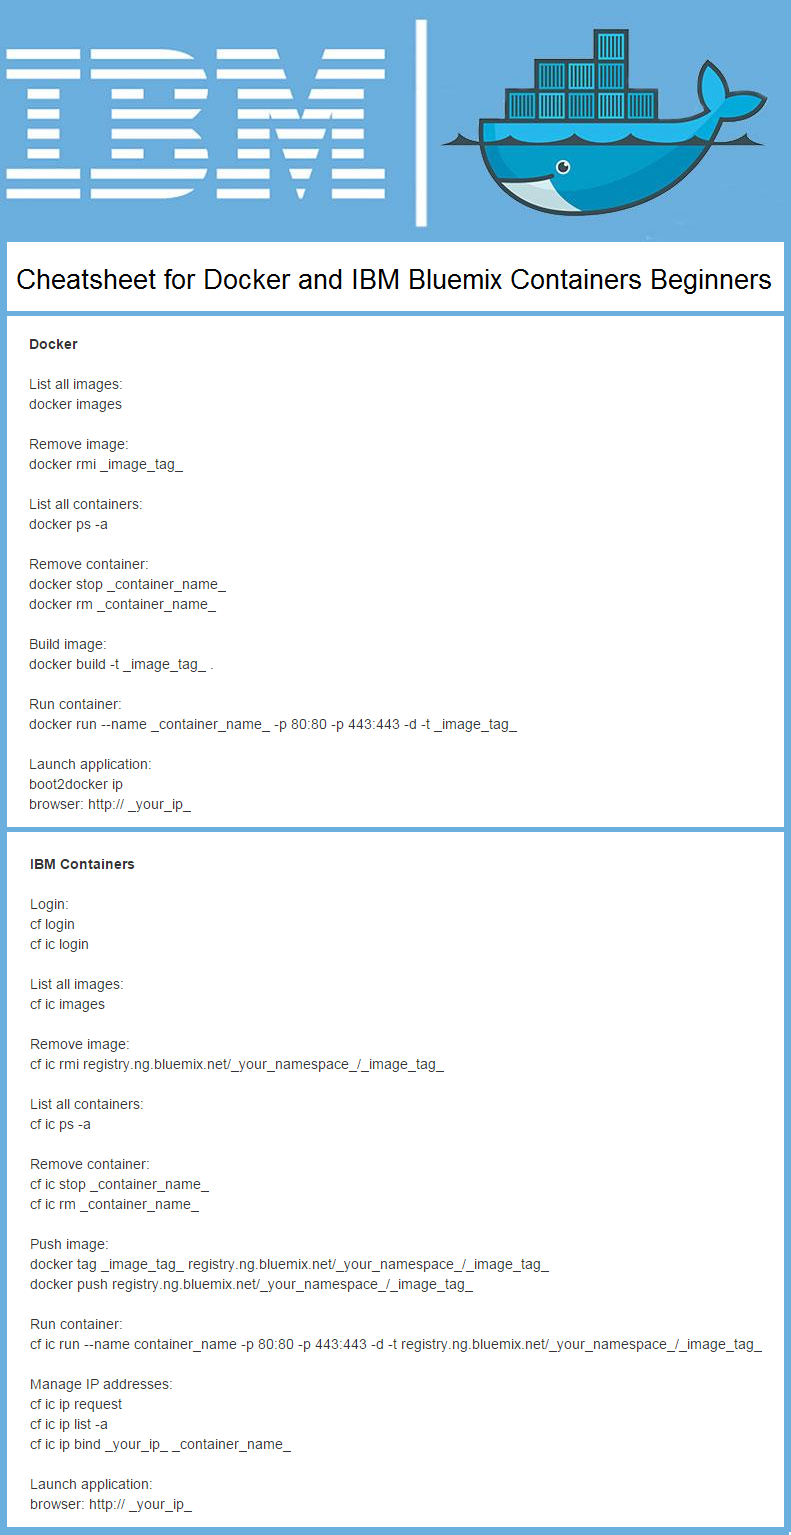 IBM
Cheatsheet for Docker and IBM Bluemix Containers Beginners
Docker
List all images:
docker images
Remove image:
docker rmi _image_tag_
List all containers:
docker ps -a
Remove container:
docker stop _container_name_
docker rm _container_name_
Build image:
docker build -t _image_tag_ .
Run container:
docker run --name _container_name_ -p 80:80 -p 443:443 -d -t _image_tag_
Launch application:
boot2docker ip
browser: http:// _your_ip_
IBM Containers
Login:
cf login
cf ic login
List all images:
cf ic images
Remove image:
cf ic rmi registry.ng.bluemix.net/_your_namespace_/_image_tag_
List all containers:
cf ic ps -a
Remove container:
cf ic stop _container_name_
cf ic rm _container_name_
Push image:
docker tag _image_tag_ registry.ng.bluemix.net/_your_namespace_/_image_tag_
docker push registry.ng.bluemix.net/_your_namespace_/_image_tag_
Run container:
cf ic run --name container_name -p 80:80 -p 443:443 -d -t registry.ng.bluemix.net/_your_namespace_/_image_tag_
Manage IP addresses:
cf ic ip request
cf ic ip list -a
cf ic ip bind _your_ip_ _container_name_
Launch application:
browser: http:// _your_ip_